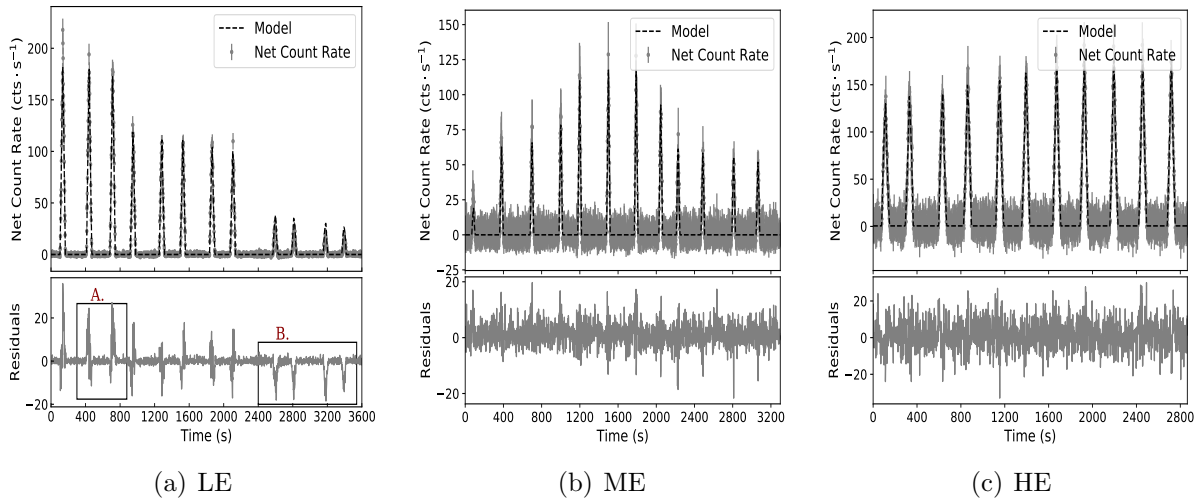 Net Count Rate (cts · s⁻¹)
200
150
100
50
0
Model
Net Count Rate
Residuals
20
0
−20
A.
B.
0 400 800 1200 1600 2000 2400 2800 3200 3600
Time (s)
(a) LE
Net Count Rate (cts · s⁻¹)
150
125
100
75
50
25
0
−25
Model
Net Count Rate
Residuals
20
10
0
−10
−20
0 400 800 1200 1600 2000 2400 2800 3200
Time (s)
(b) ME
Net Count Rate (cts · s⁻¹)
200
150
100
50
0
Model
Net Count Rate
Residuals
20
0
−20
0 400 800 1200 1600 2000 2400 2800
Time (s)
(c) HE